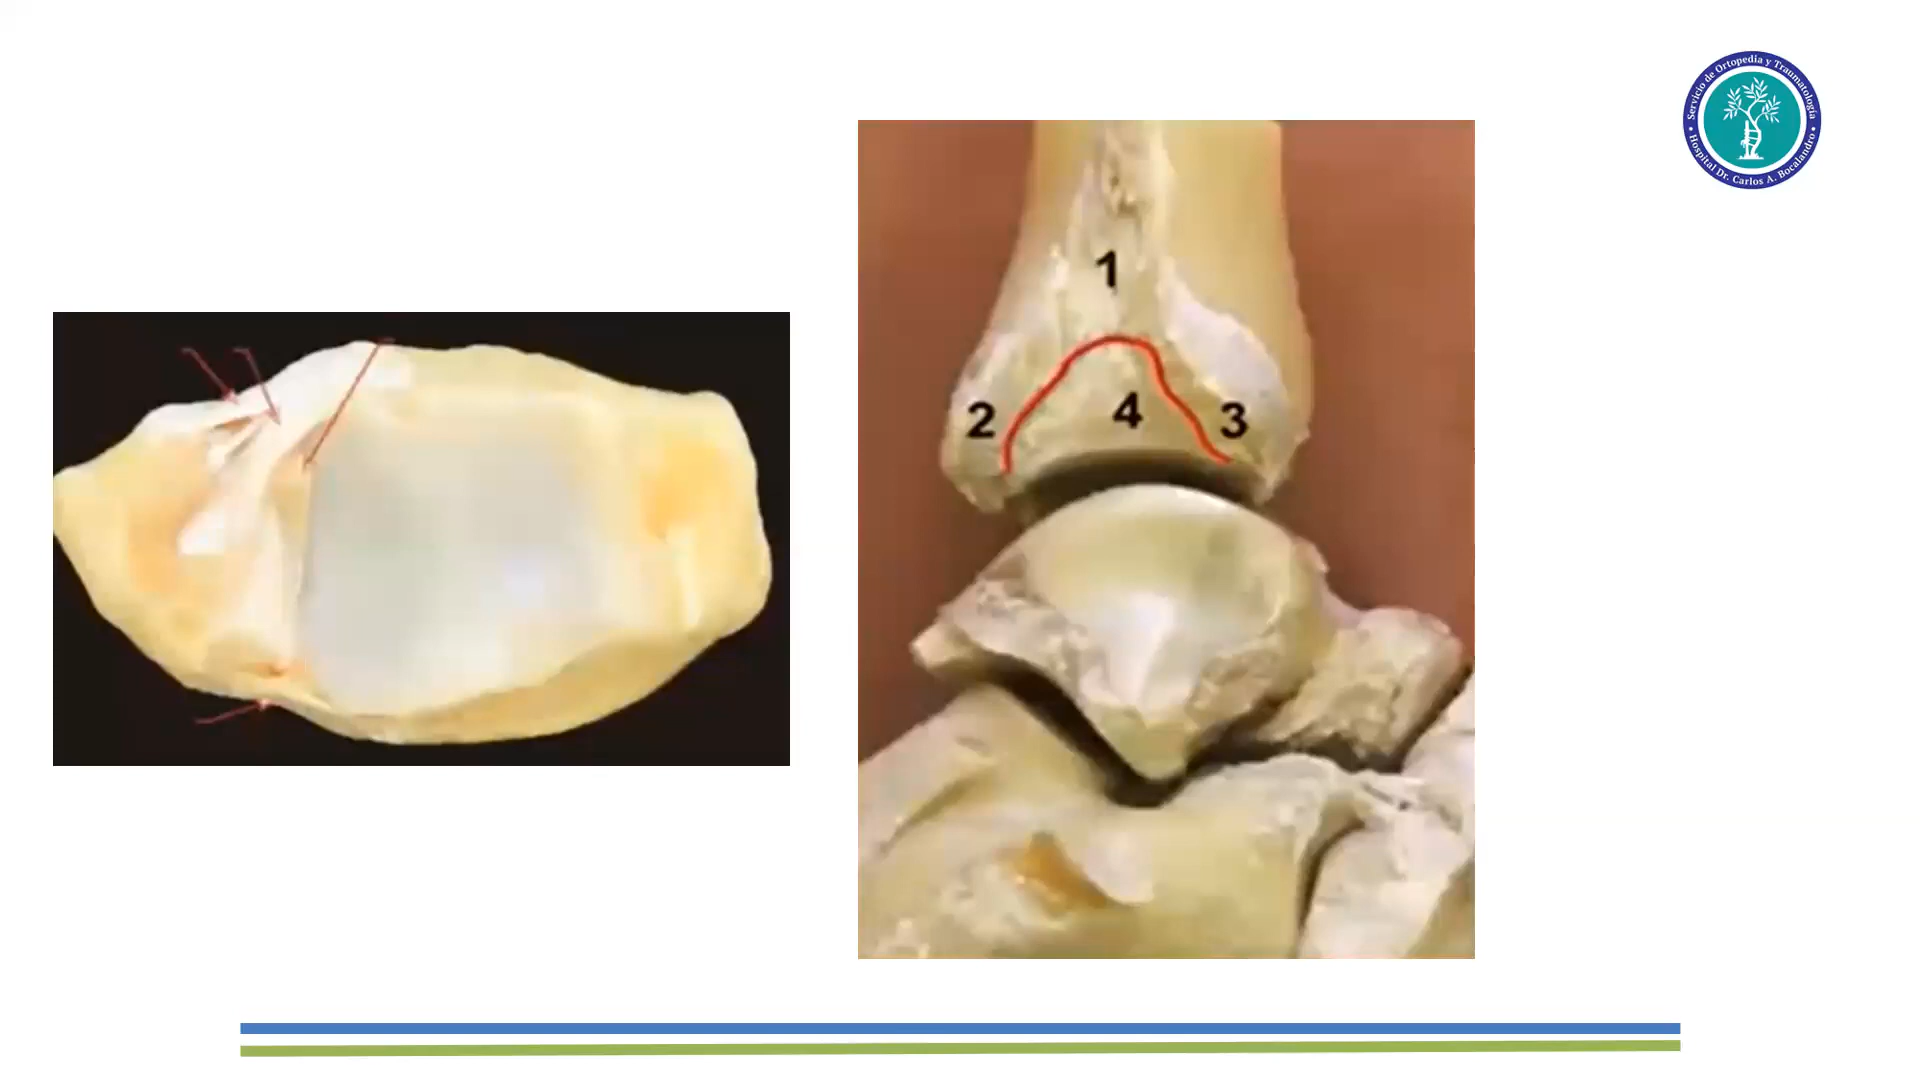 Servicio de Ortopedia y Traumatología
• Hospital Dr. Carlos A. Bocalandro •
1
2
4
3